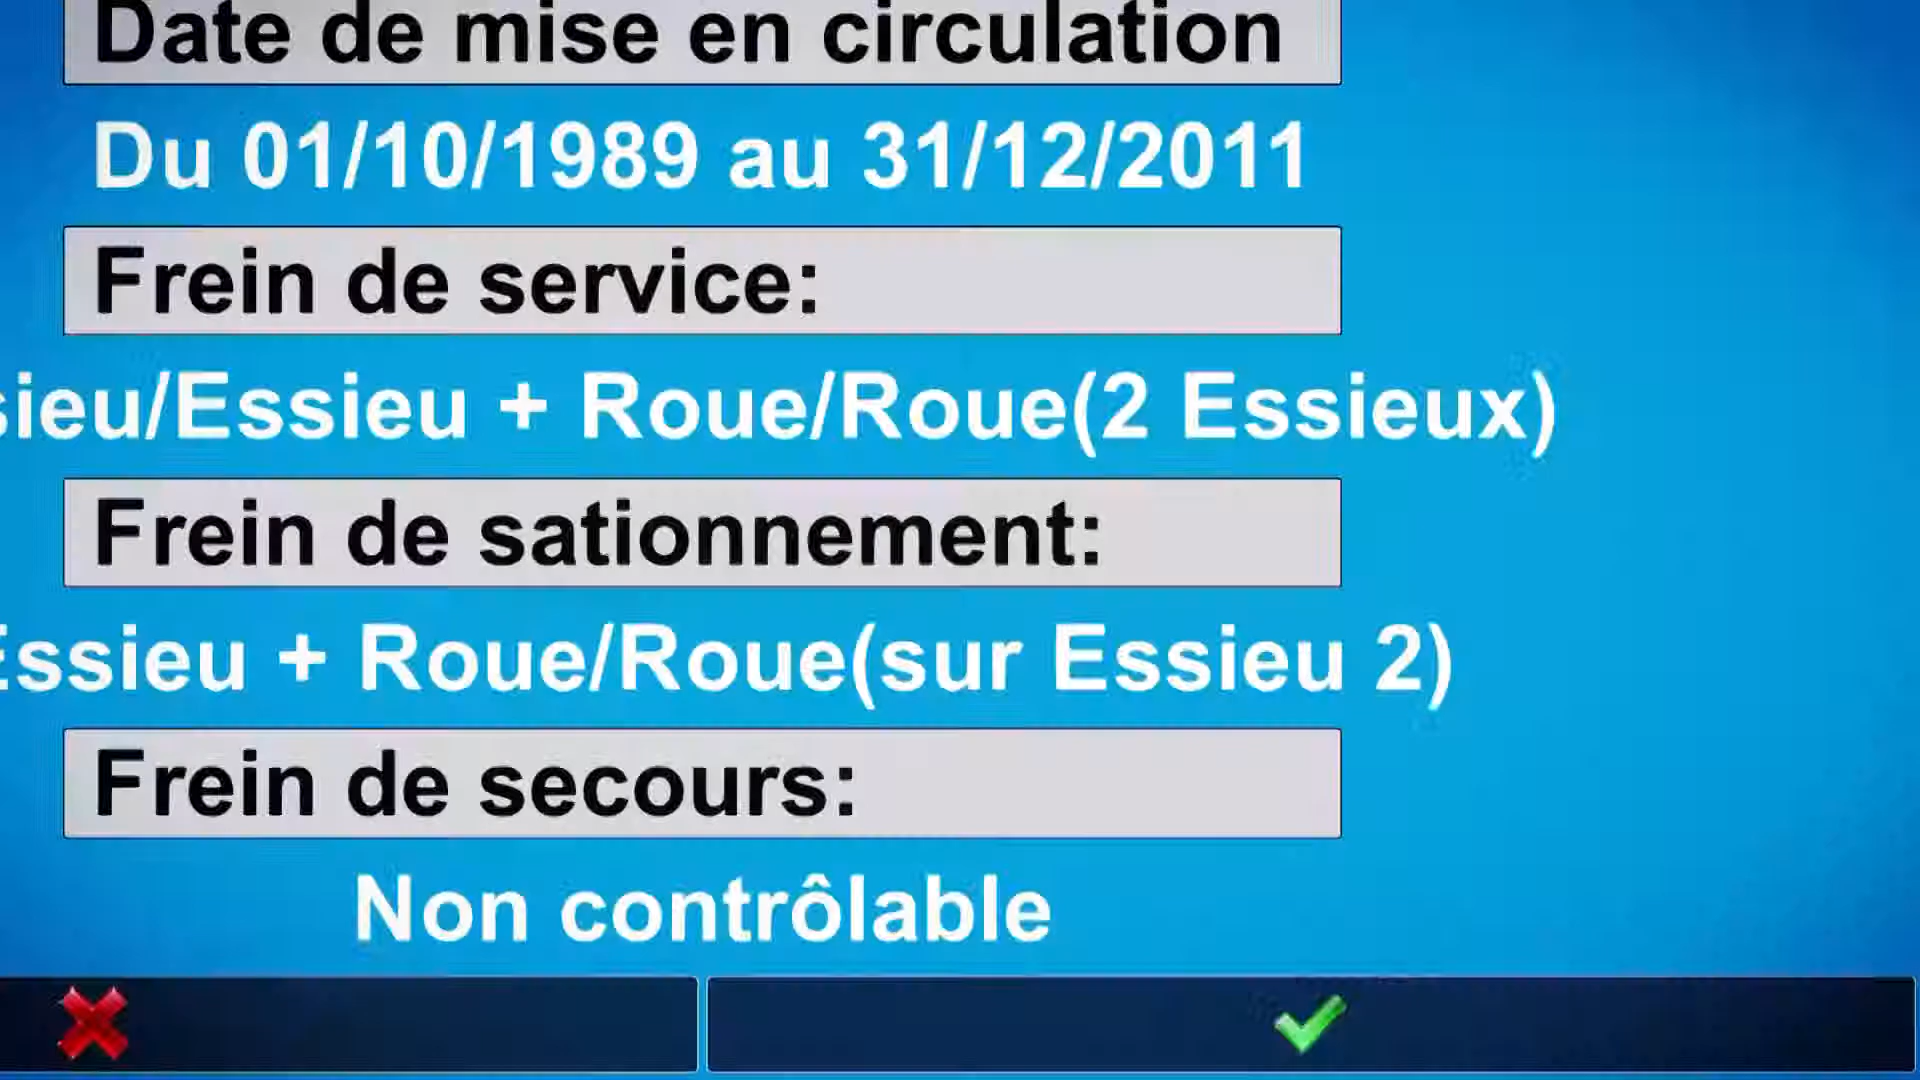 Date de mise en circulation
Du 01/10/1989 au 31/12/2011
Frein de service:
sieu/Essieu + Roue/Roue(2 Essieux)
Frein de sationnement:
Essieu + Roue/Roue(sur Essieu 2)
Frein de secours:
Non contrôlable